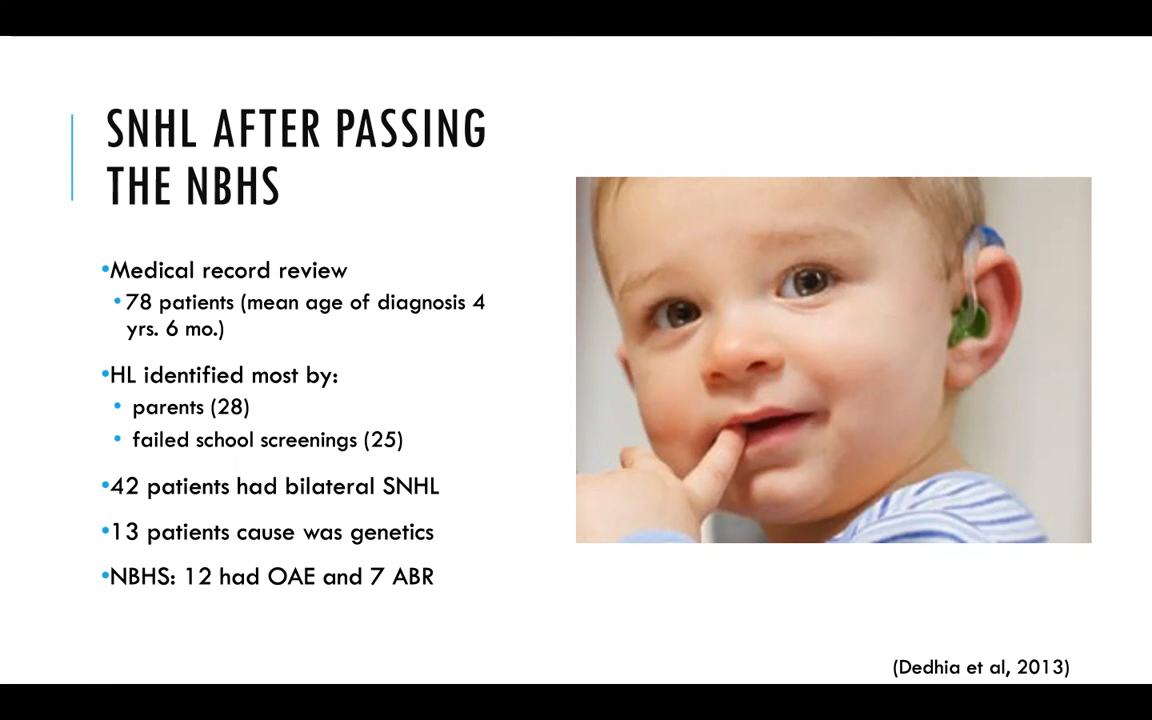 SNHL AFTER PASSING
THE NBHS
•Medical record review
•78 patients (mean age of diagnosis 4
yrs. 6 mo.)
•HL identified most by:
• parents (28)
• failed school screenings (25)
•42 patients had bilateral SNHL
•13 patients cause was genetics
•NBHS: 12 had OAE and 7 ABR
(Dedhia et al, 2013)